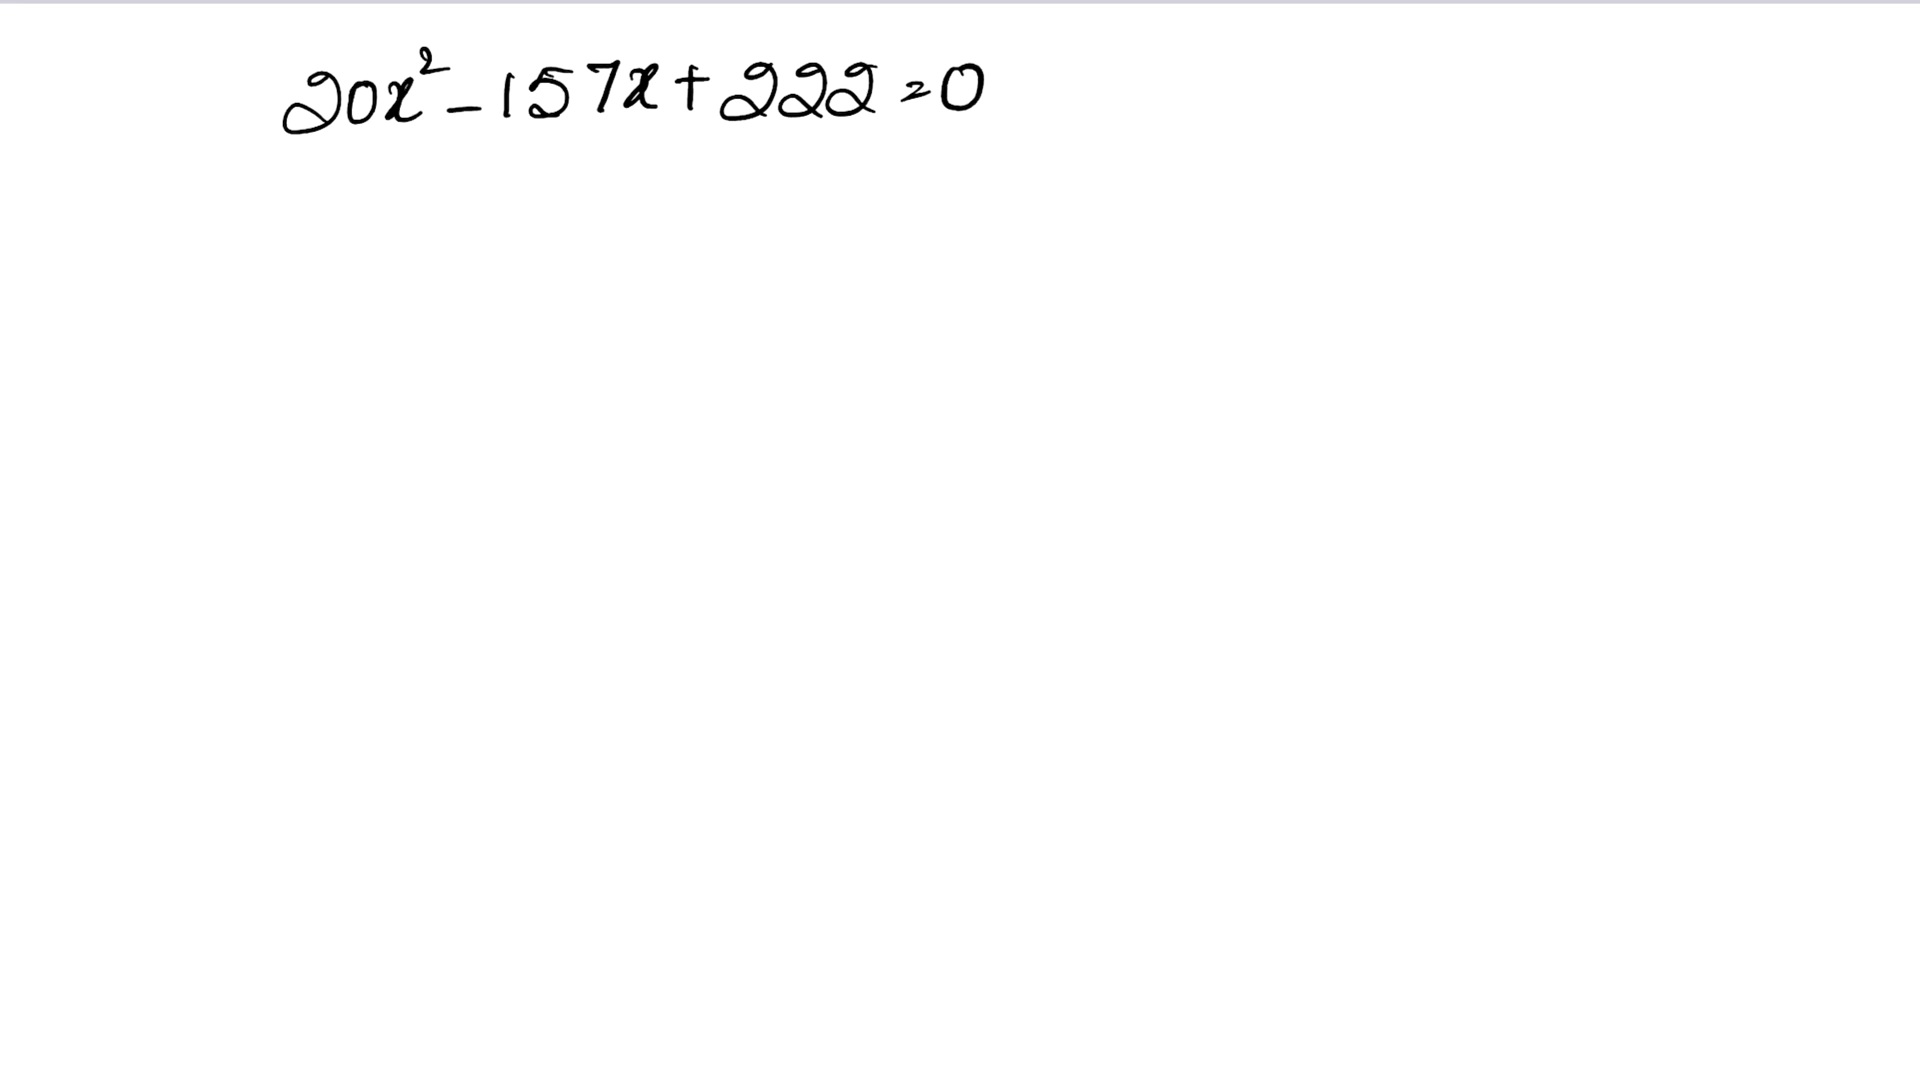 20x² - 157x + 222 = 0